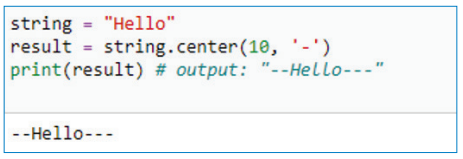 string = "Hello"
result = string.center(10, '-')
print(result) # output: "--Hello---"
--Hello---